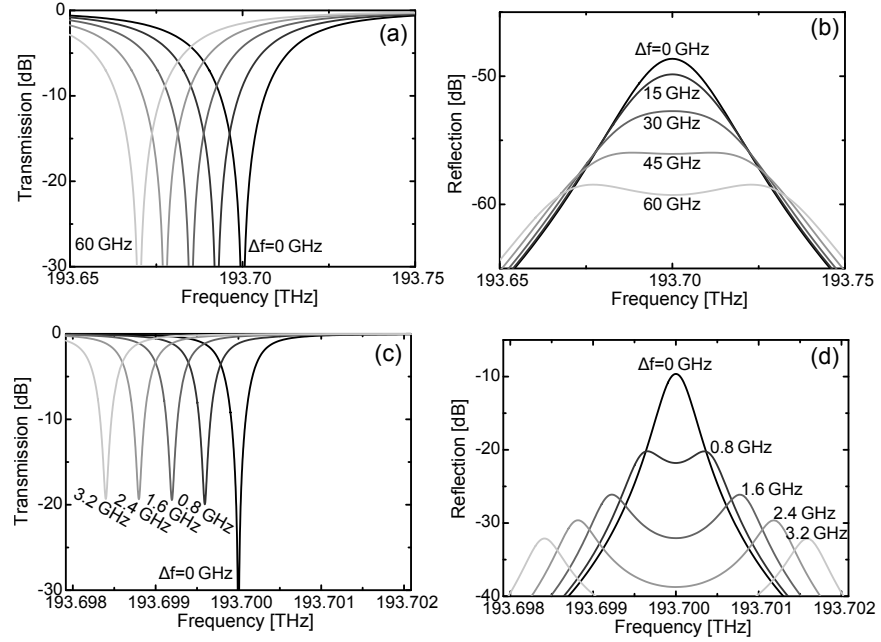 0
-10
-20
-30
Transmission [dB]
(a)
60 GHz
Δf=0 GHz
193.65
193.70
193.75
Frequency [THz]
-50
-60
Reflection [dB]
(b)
Δf=0 GHz
15 GHz
30 GHz
45 GHz
60 GHz
193.65
193.70
193.75
Frequency [THz]
0
-10
-20
-30
Transmission [dB]
(c)
3.2 GHz
2.4 GHz
1.6 GHz
0.8 GHz
Δf=0 GHz
193.698
193.699
193.700
193.701
193.702
Frequency [THz]
-10
-20
-30
-40
Reflection [dB]
(d)
Δf=0 GHz
0.8 GHz
1.6 GHz
2.4 GHz
3.2 GHz
193.698
193.699
193.700
193.701
193.702
Frequency [THz]